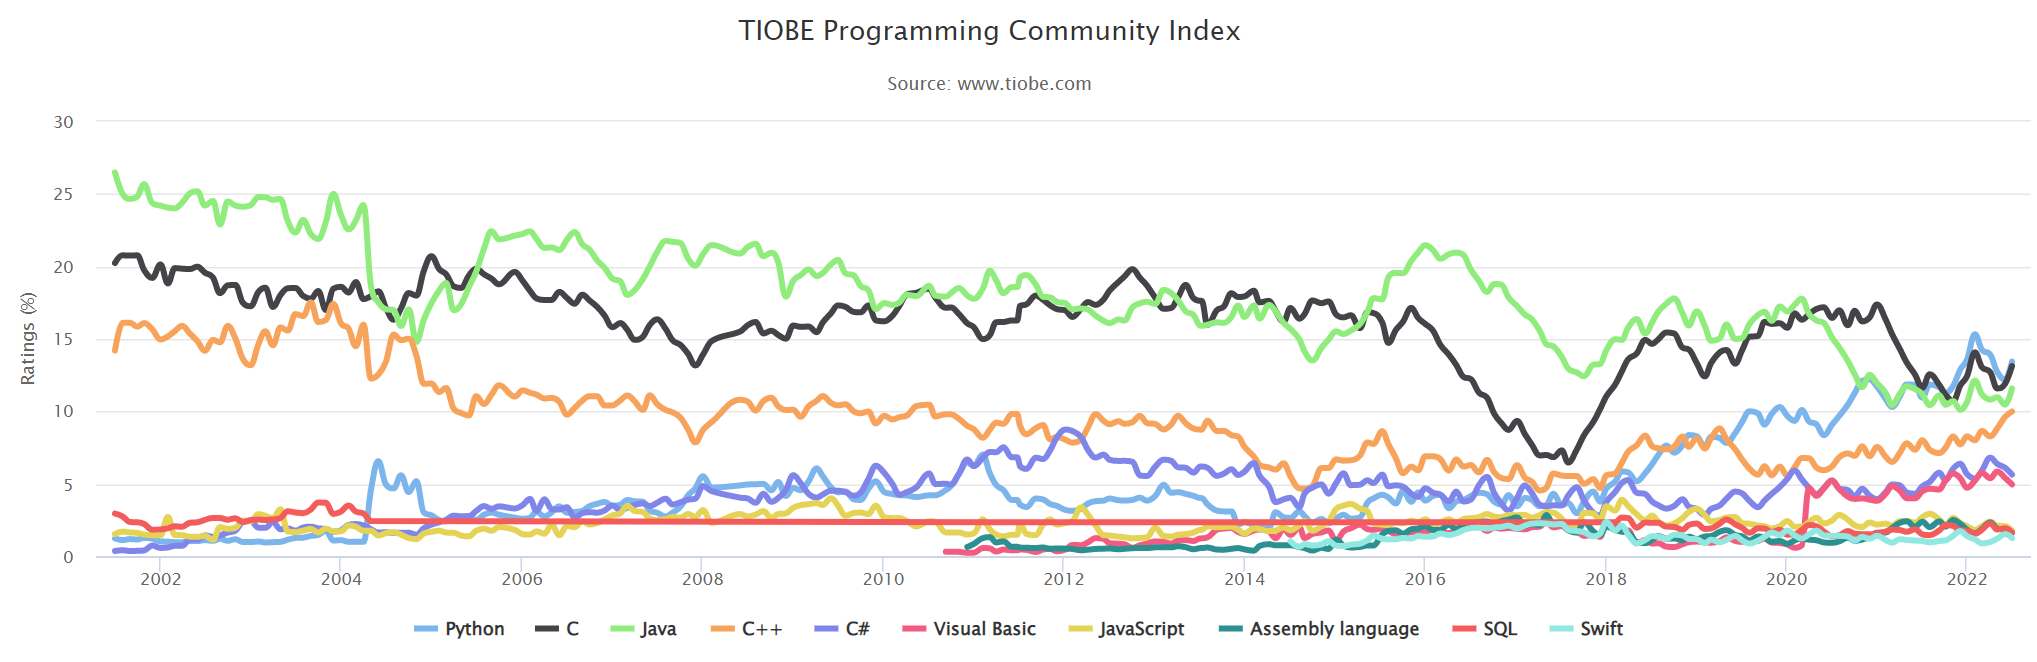 TIOBE Programming Community Index
Source: www.tiobe.com
Ratings (%)
30
25
20
15
10
5
0
2002 2004 2006 2008 2010 2012 2014 2016 2018 2020 2022
Python C Java C++ C# Visual Basic JavaScript Assembly language SQL Swift